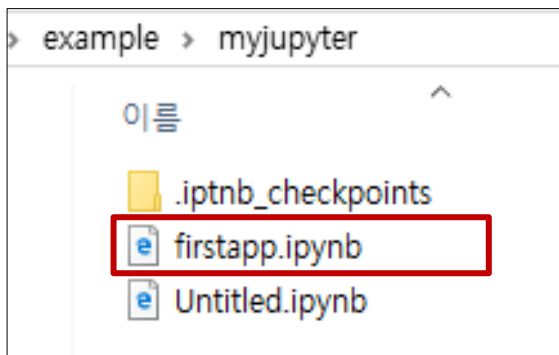 > example > myjupyter
이름
.iptnb_checkpoints
firstapp.ipynb
Untitled.ipynb